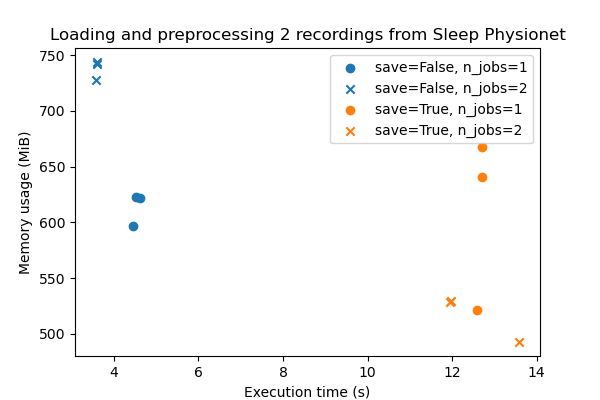 Loading and preprocessing 2 recordings from Sleep Physionet
750
700
650
600
550
500
Memory usage (MiB)
save=False, n_jobs=1
save=False, n_jobs=2
save=True, n_jobs=1
save=True, n_jobs=2
4 6 8 10 12 14
Execution time (s)